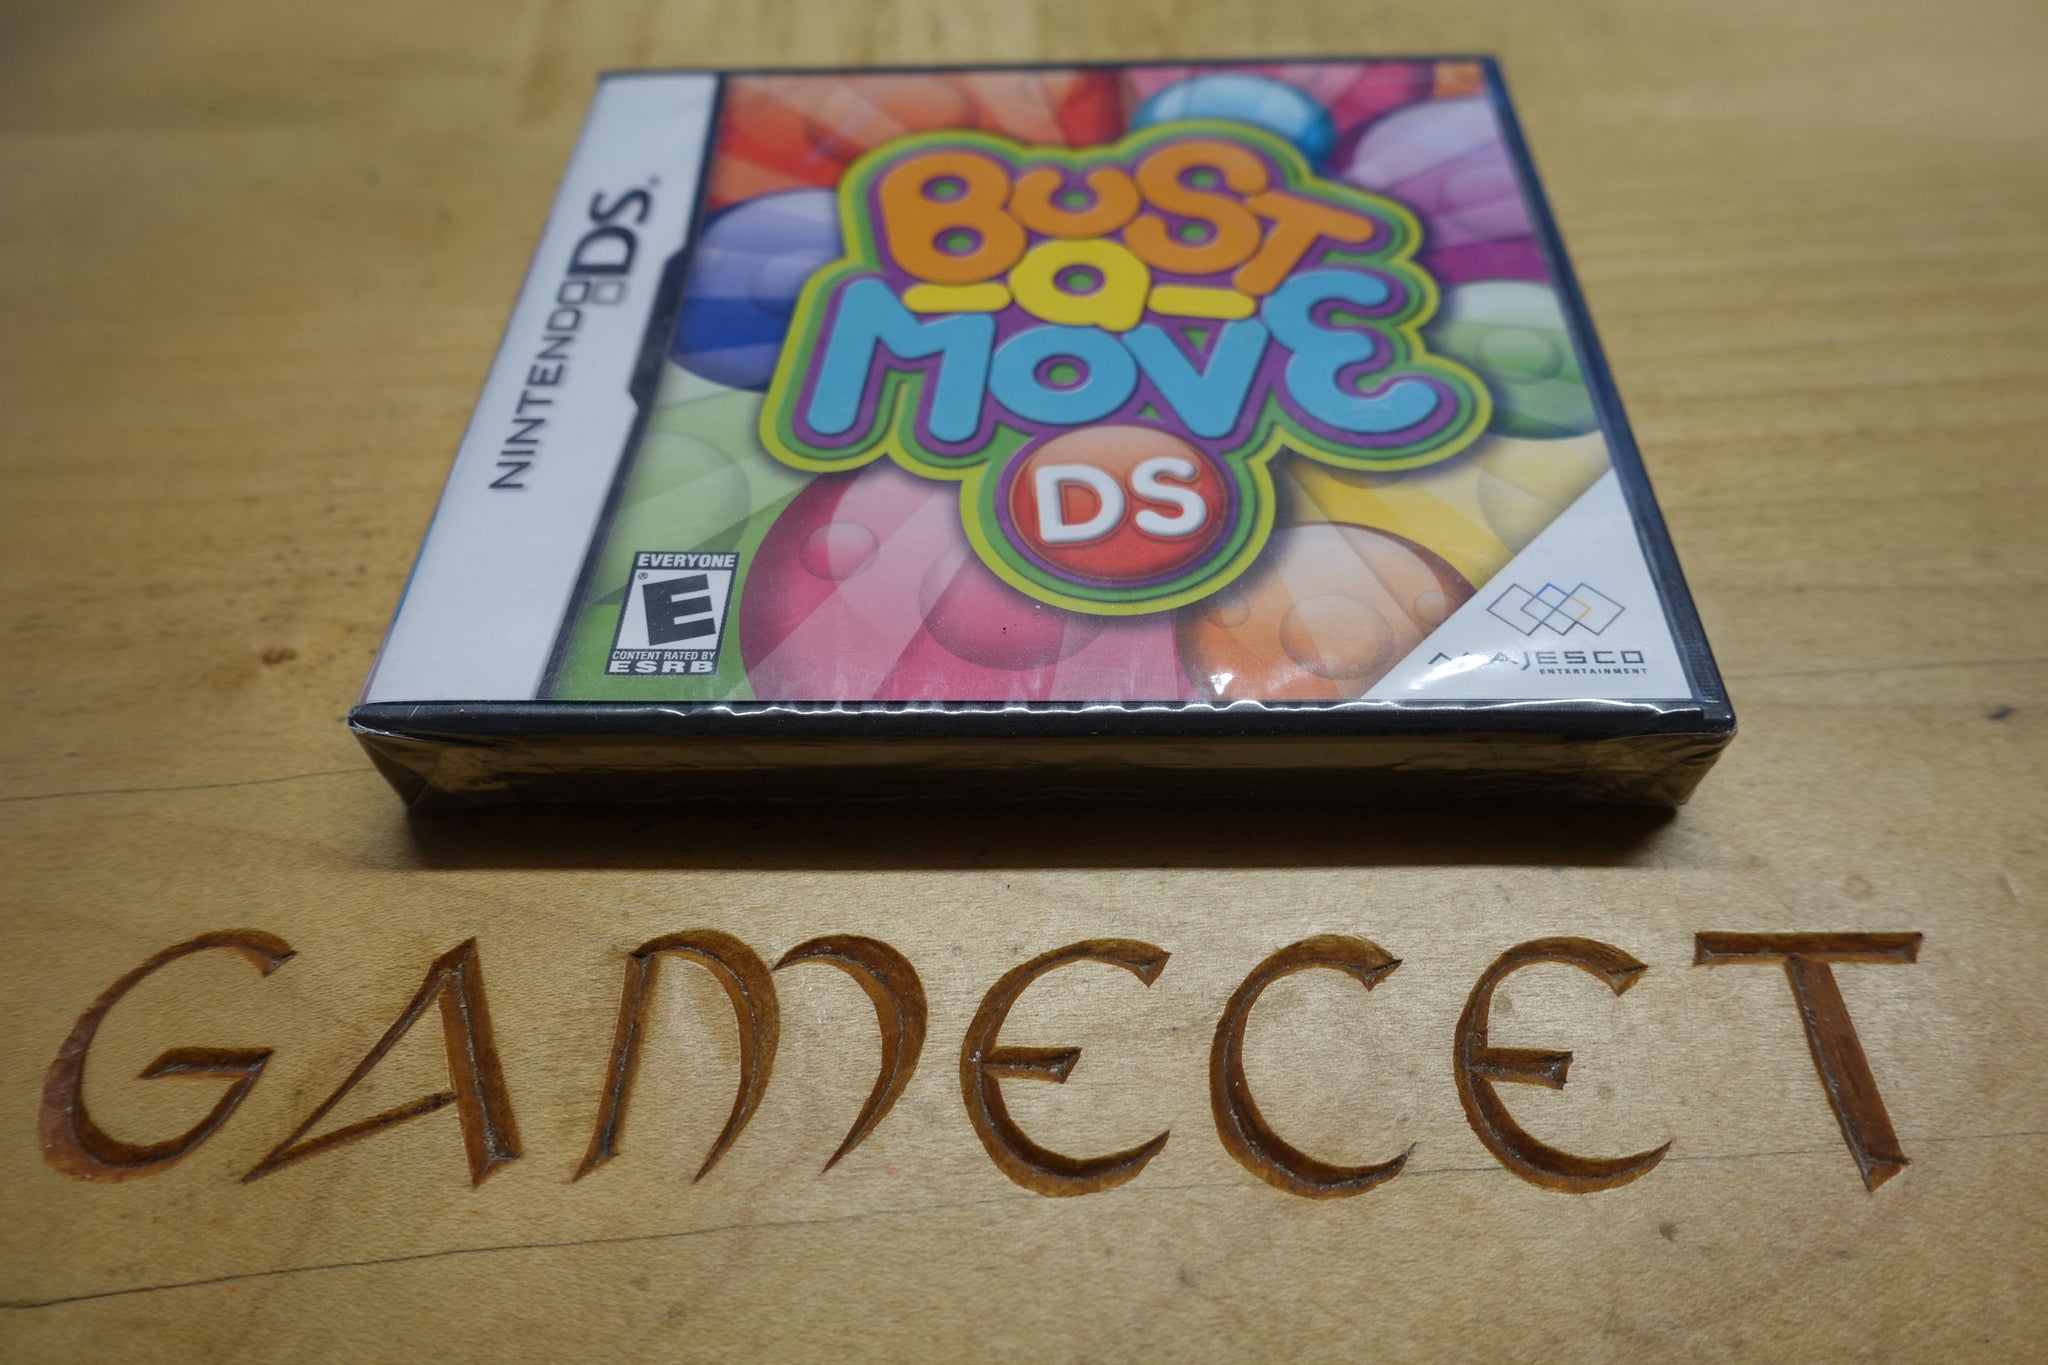 NINTENDO DS
BUST
-a-
MOVE
DS
EVERYONE
E
CONTENT RATED BY
ESRB
MAJESCO
ENTERTAINMENT
GAMECET